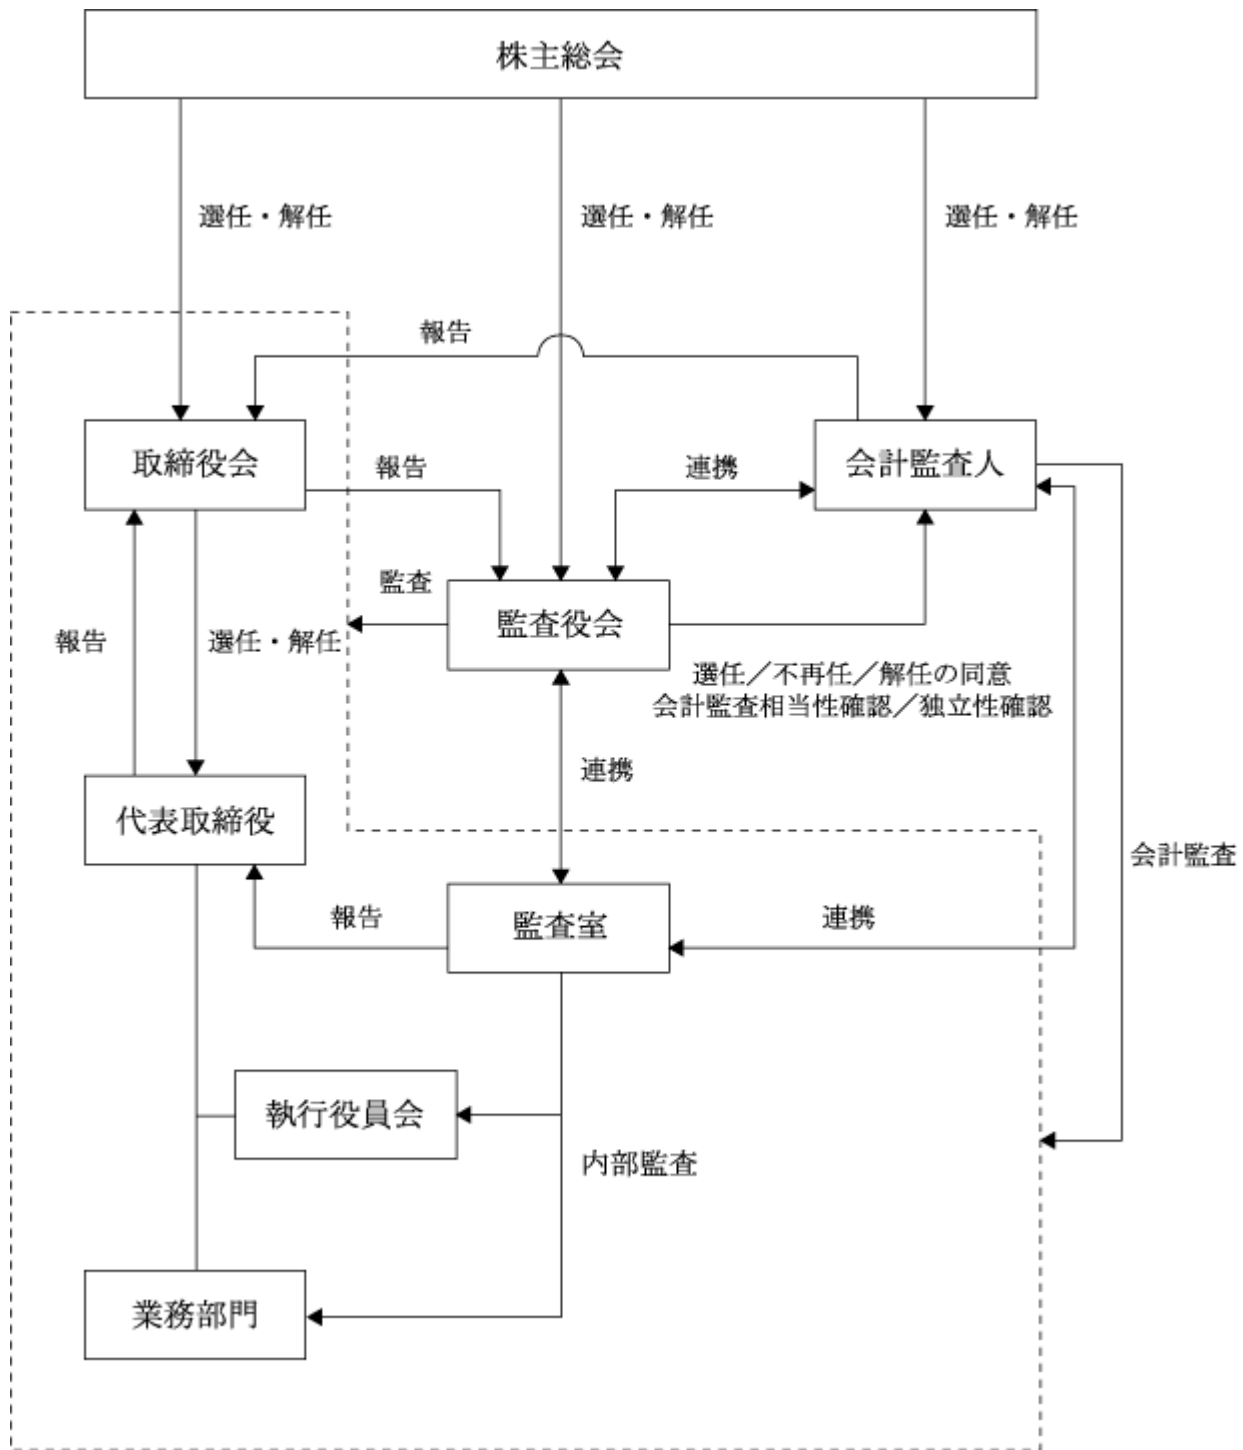 株主総会
選任・解任
選任・解任
選任・解任
報告
取締役会
報告
連携
会計監査人
監査
監査役会
報告
選任・解任
選任／不再任／解任の同意
会計監査相当性確認／独立性確認
連携
代表取締役
会計監査
報告
監査室
連携
執行役員会
内部監査
業務部門